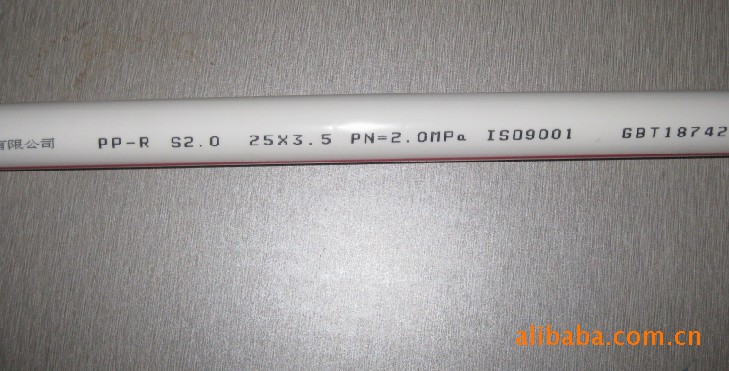 有限公司 PP-R S2.0 25X3.5 PN=2.0MPa ISO9001 GBT18742
alibaba.com.cn